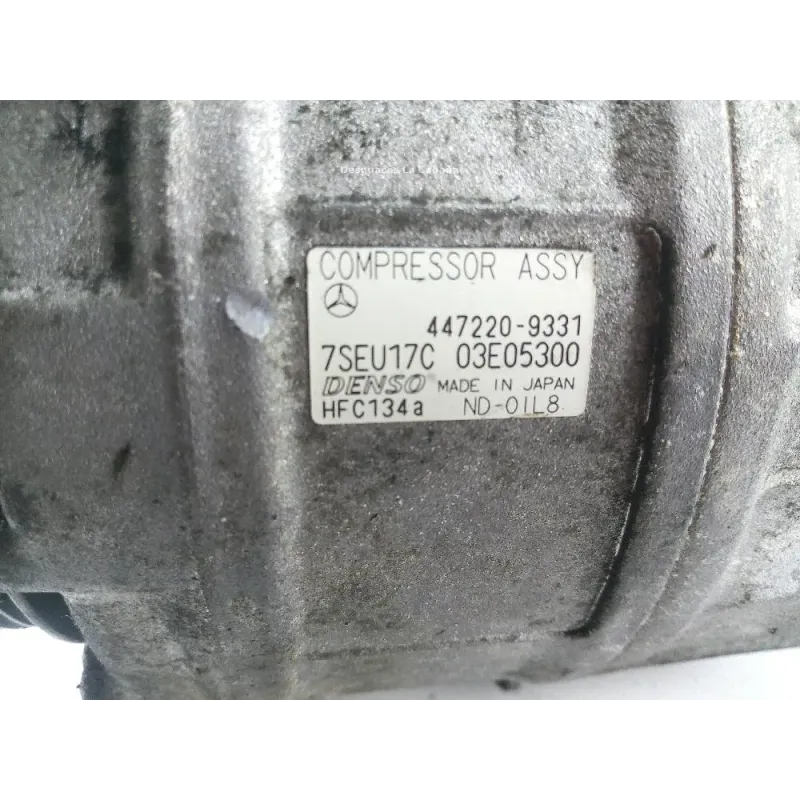 COMPRESSOR ASSY
447220-9331
7SEU17C 03E05300
DENSO MADE IN JAPAN
HFC134a ND-OIL8